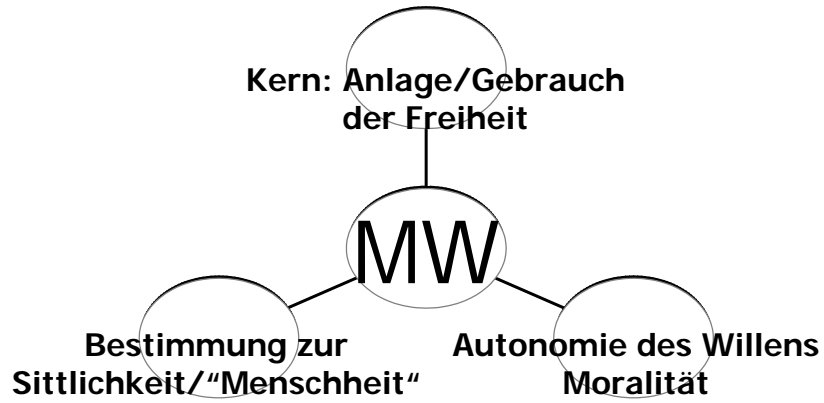 Kern: Anlage/Gebrauch
der Freiheit
MW
Bestimmung zur
Sittlichkeit/“Menschheit“
Autonomie des Willens
Moralität